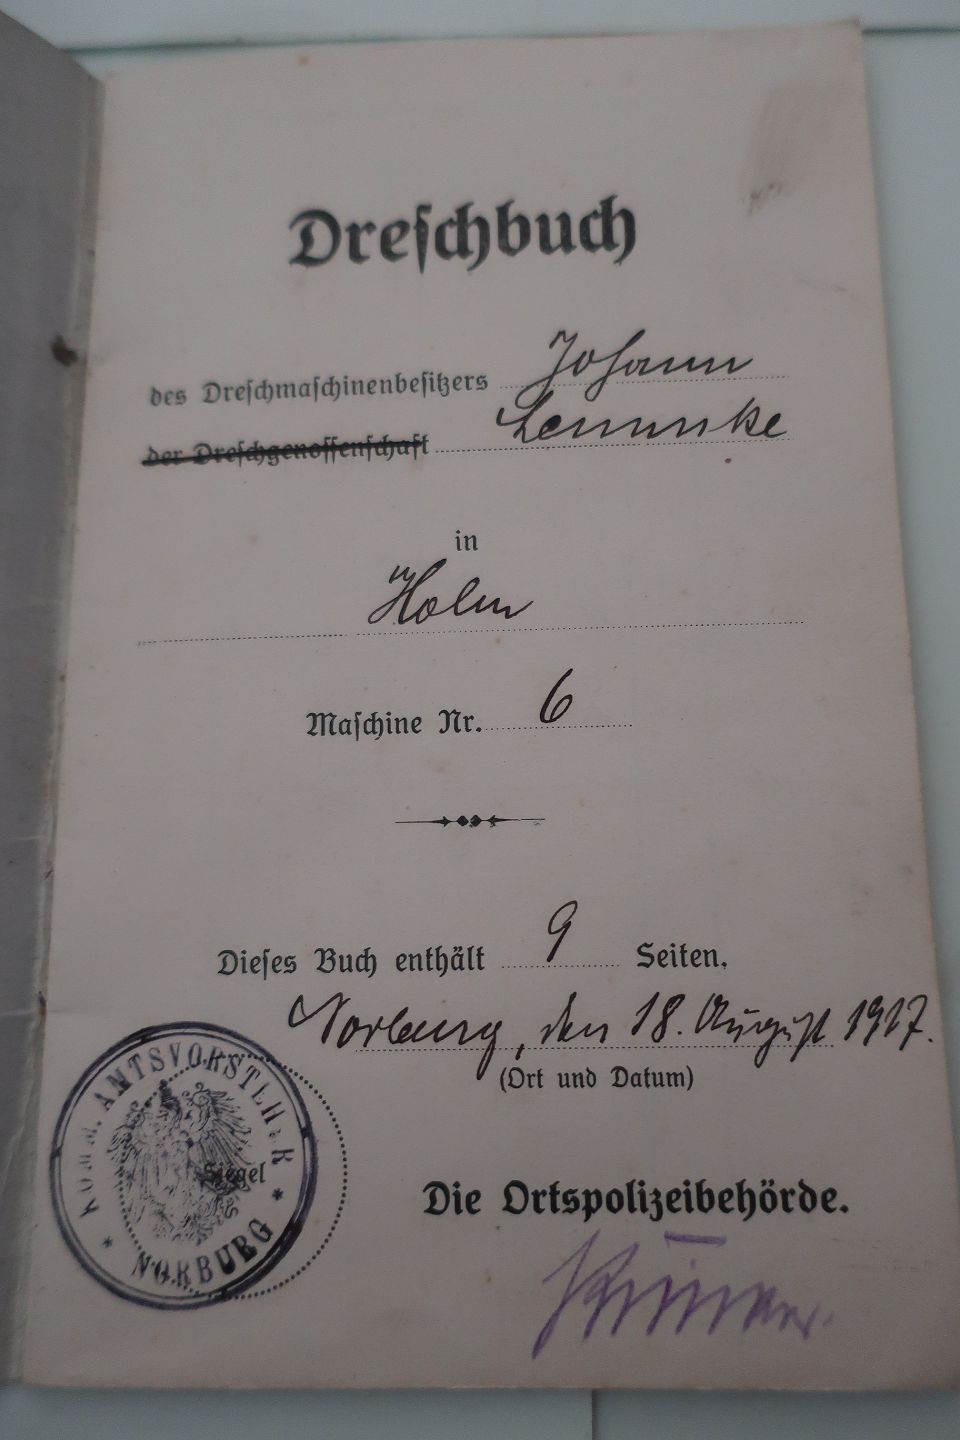 Dreſchbuch
des Dreſchmaſchinenbeſitzers Johann
der Dreſchgenoſſenſchaft Lemnke
in
Holm
Maſchine Nr. 6
Dieſes Buch enthält 9 Seiten.
Norburg, den 18. Auguſt 1917.
(Ort und Datum)
KOMM. AMTSVORSTEHER
Siegel
* NORBURG *
Die Ortspolizeibehörde.